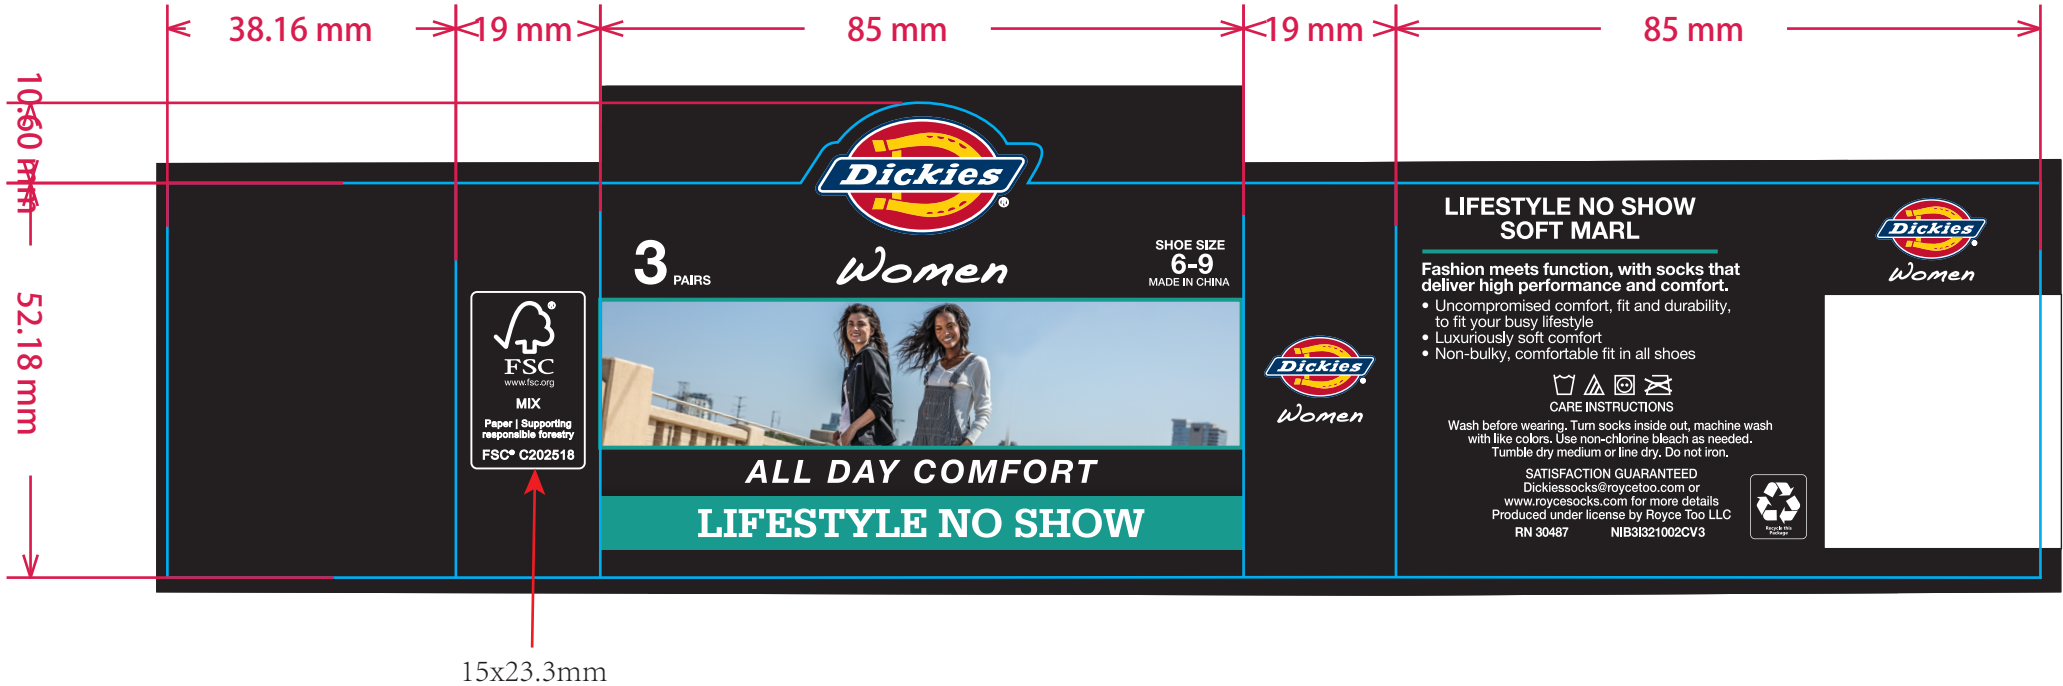 38.16 mm
19 mm
85 mm
19 mm
85 mm
10.60 mm
52.18 mm
Dickies
®
3 PAIRS
Women
SHOE SIZE
6-9
MADE IN CHINA
®
FSC
www.fsc.org
MIX
Paper | Supporting
responsible forestry
FSC® C202518
15x23.3mm
ALL DAY COMFORT
LIFESTYLE NO SHOW
Dickies
®
Women
LIFESTYLE NO SHOW
SOFT MARL
Fashion meets function, with socks that
deliver high performance and comfort.
• Uncompromised comfort, fit and durability,
to fit your busy lifestyle
• Luxuriously soft comfort
• Non-bulky, comfortable fit in all shoes
CARE INSTRUCTIONS
Wash before wearing. Turn socks inside out, machine wash
with like colors. Use non-chlorine bleach as needed.
Tumble dry medium or line dry. Do not iron.
SATISFACTION GUARANTEED
Dickiessocks@roycetoo.com or
www.roycesocks.com for more details
Produced under license by Royce Too LLC
RN 30487 NIB3I321002CV3
Recycle this
Package
Dickies
®
Women